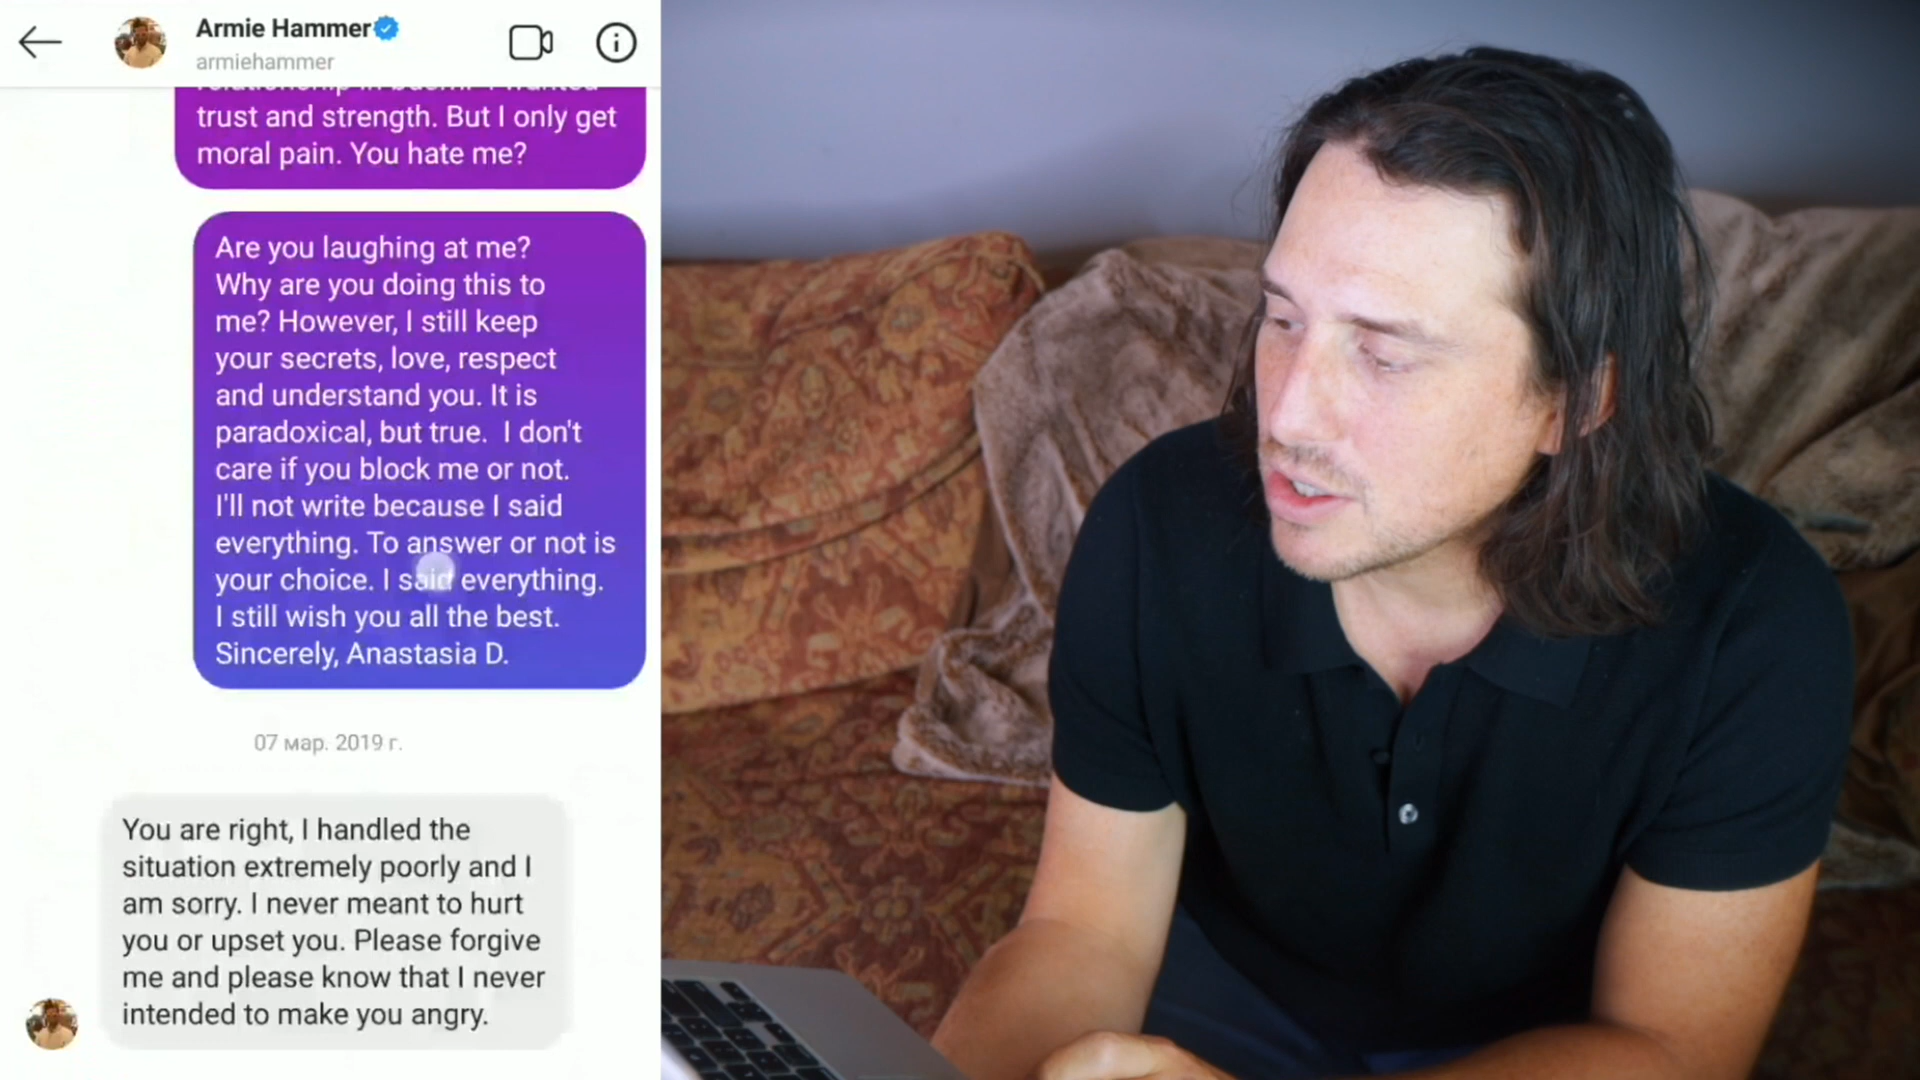 Armie Hammer
armiehammer
trust and strength. But I only get
moral pain. You hate me?
Are you laughing at me?
Why are you doing this to
me? However, I still keep
your secrets, love, respect
and understand you. It is
paradoxical, but true.  I don't
care if you block me or not.
I'll not write because I said
everything. To answer or not is
your choice. I said everything.
I still wish you all the best.
Sincerely, Anastasia D.
07 мар. 2019 г.
You are right, I handled the
situation extremely poorly and I
am sorry. I never meant to hurt
you or upset you. Please forgive
me and please know that I never
intended to make you angry.